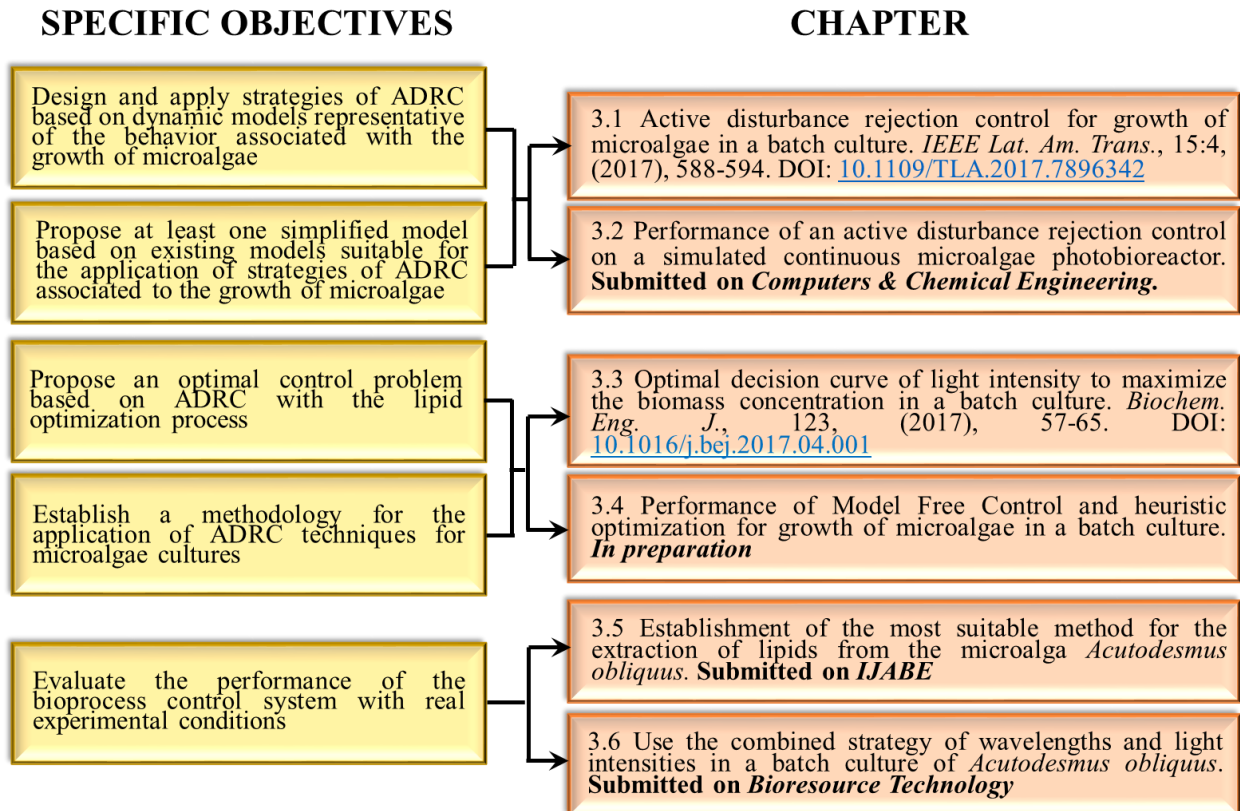 SPECIFIC OBJECTIVES
CHAPTER
Design and apply strategies of ADRC
based on dynamic models representative
of the behavior associated with the
growth of microalgae
Propose at least one simplified model
based on existing models suitable for
the application of strategies of ADRC
associated to the growth of microalgae
Propose an optimal control problem
based on ADRC with the lipid
optimization process
Establish a methodology for the
application of ADRC techniques for
microalgae cultures
Evaluate the performance of the
bioprocess control system with real
experimental conditions
3.1 Active disturbance rejection control for growth of
microalgae in a batch culture. IEEE Lat. Am. Trans., 15:4,
(2017), 588-594. DOI: 10.1109/TLA.2017.7896342
3.2 Performance of an active disturbance rejection control
on a simulated continuous microalgae photobioreactor.
Submitted on Computers & Chemical Engineering.
3.3 Optimal decision curve of light intensity to maximize
the biomass concentration in a batch culture. Biochem.
Eng. J., 123, (2017), 57-65. DOI:
10.1016/j.bej.2017.04.001
3.4 Performance of Model Free Control and heuristic
optimization for growth of microalgae in a batch culture.
In preparation
3.5 Establishment of the most suitable method for the
extraction of lipids from the microalga Acutodesmus
obliquus. Submitted on IJABE
3.6 Use the combined strategy of wavelengths and light
intensities in a batch culture of Acutodesmus obliquus.
Submitted on Bioresource Technology